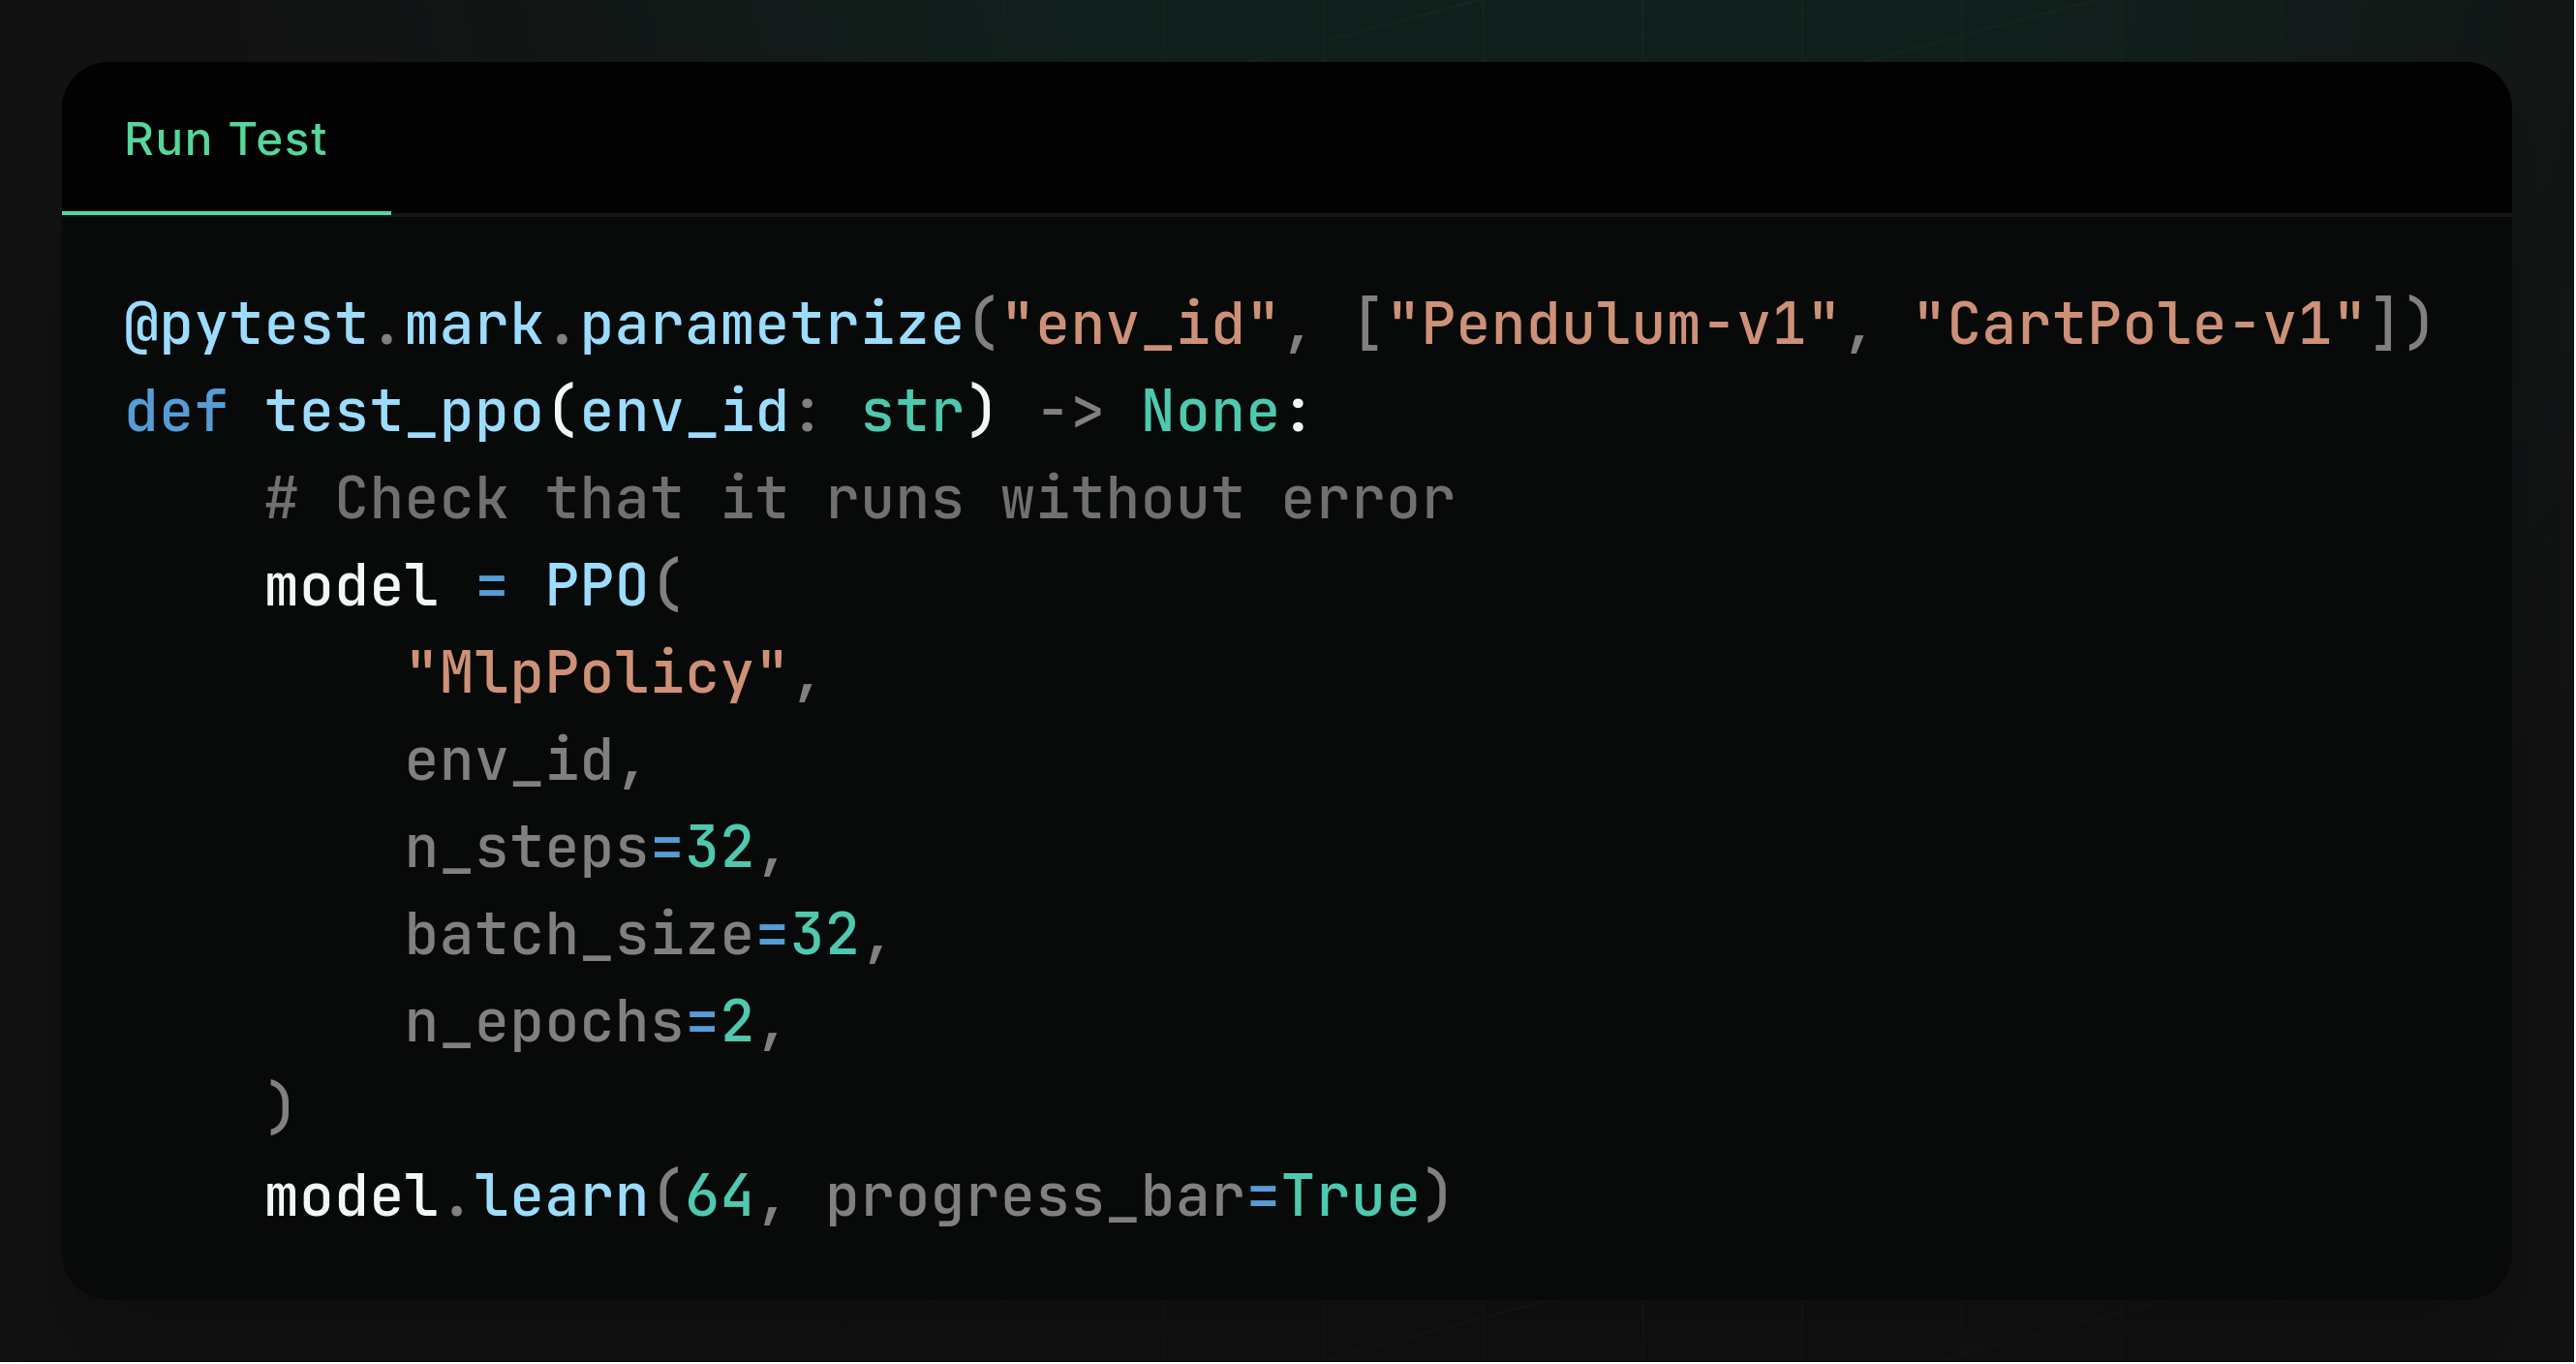 Run Test
@pytest.mark.parametrize("env_id", ["Pendulum-v1", "CartPole-v1"])
def test_ppo(env_id: str) -> None:
    # Check that it runs without error
    model = PPO(
        "MlpPolicy",
        env_id,
        n_steps=32,
        batch_size=32,
        n_epochs=2,
    )
    model.learn(64, progress_bar=True)